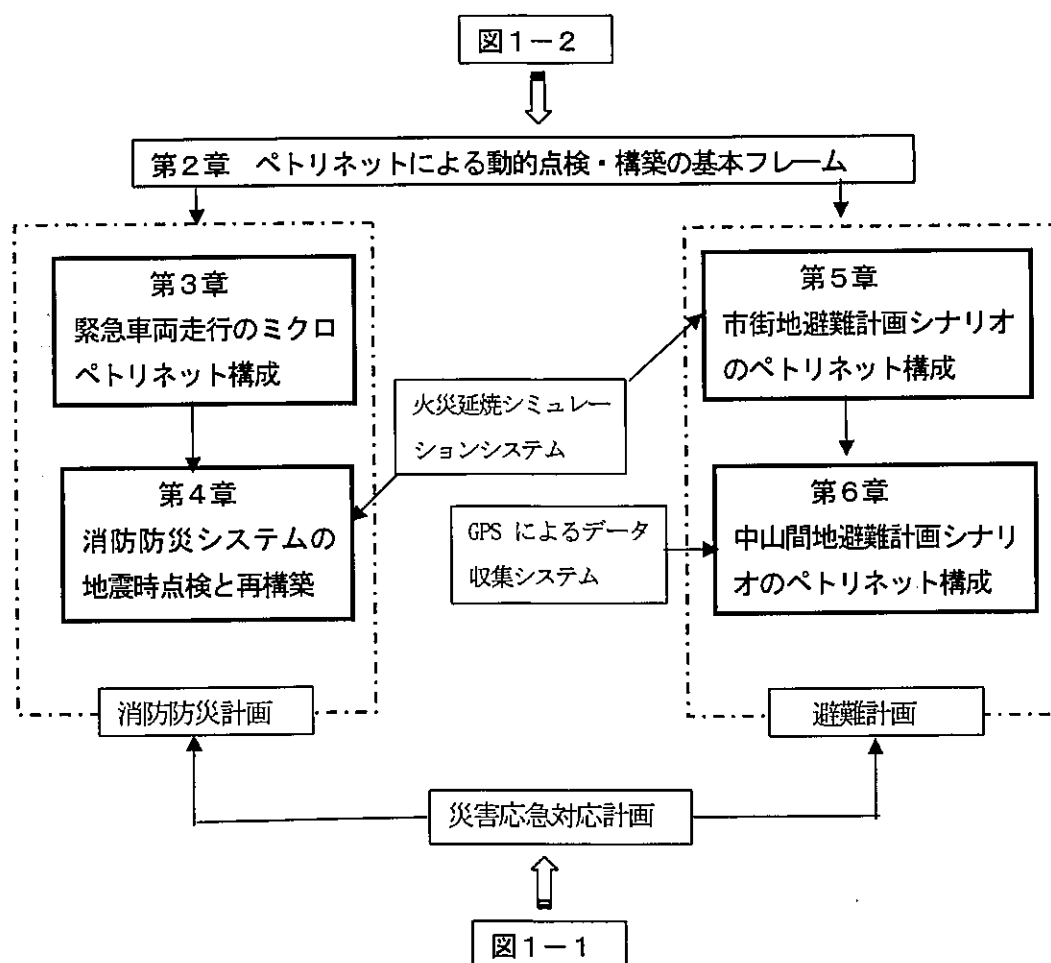 図1－2
第2章　ペトリネットによる動的点検・構築の基本フレーム
第3章
緊急車両走行のミクロ
ペトリネット構成
第4章
消防防災システムの
地震時点検と再構築
消防防災計画
火災延焼シミュレー
ションシステム
GPS によるデータ
収集システム
第5章
市街地避難計画シナリオ
のペトリネット構成
第6章
中山間地避難計画シナリ
オのペトリネット構成
避難計画
災害応急対応計画
図1－1